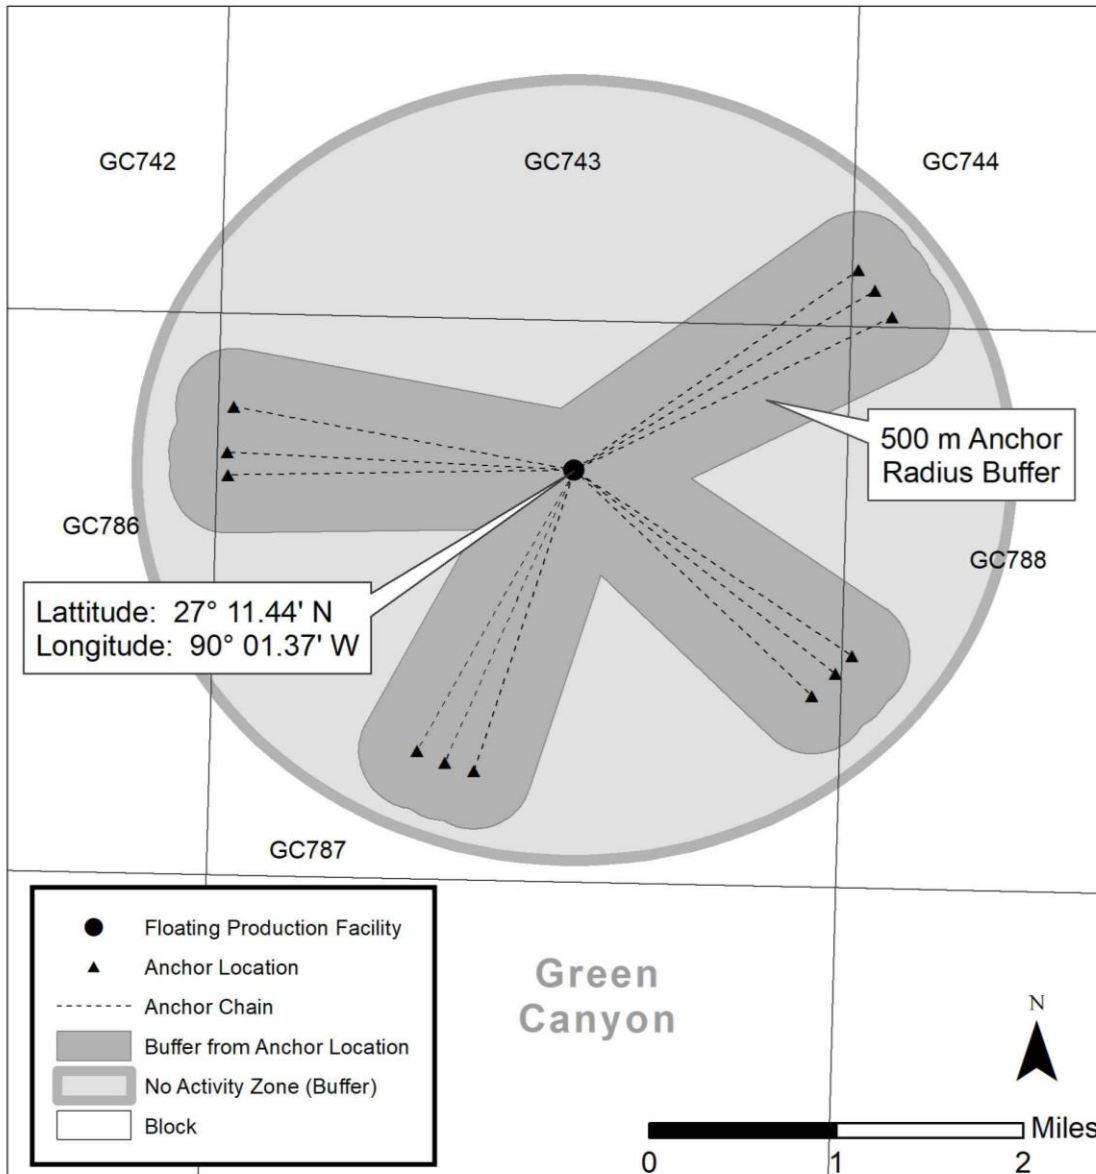 GC742
GC743
GC744
500 m Anchor
Radius Buffer
GC786
GC788
Lattitude:  27° 11.44' N
Longitude:  90° 01.37' W
GC787
Floating Production Facility
Anchor Location
Anchor Chain
Buffer from Anchor Location
No Activity Zone (Buffer)
Block
Green
Canyon
N
Miles
0 1 2